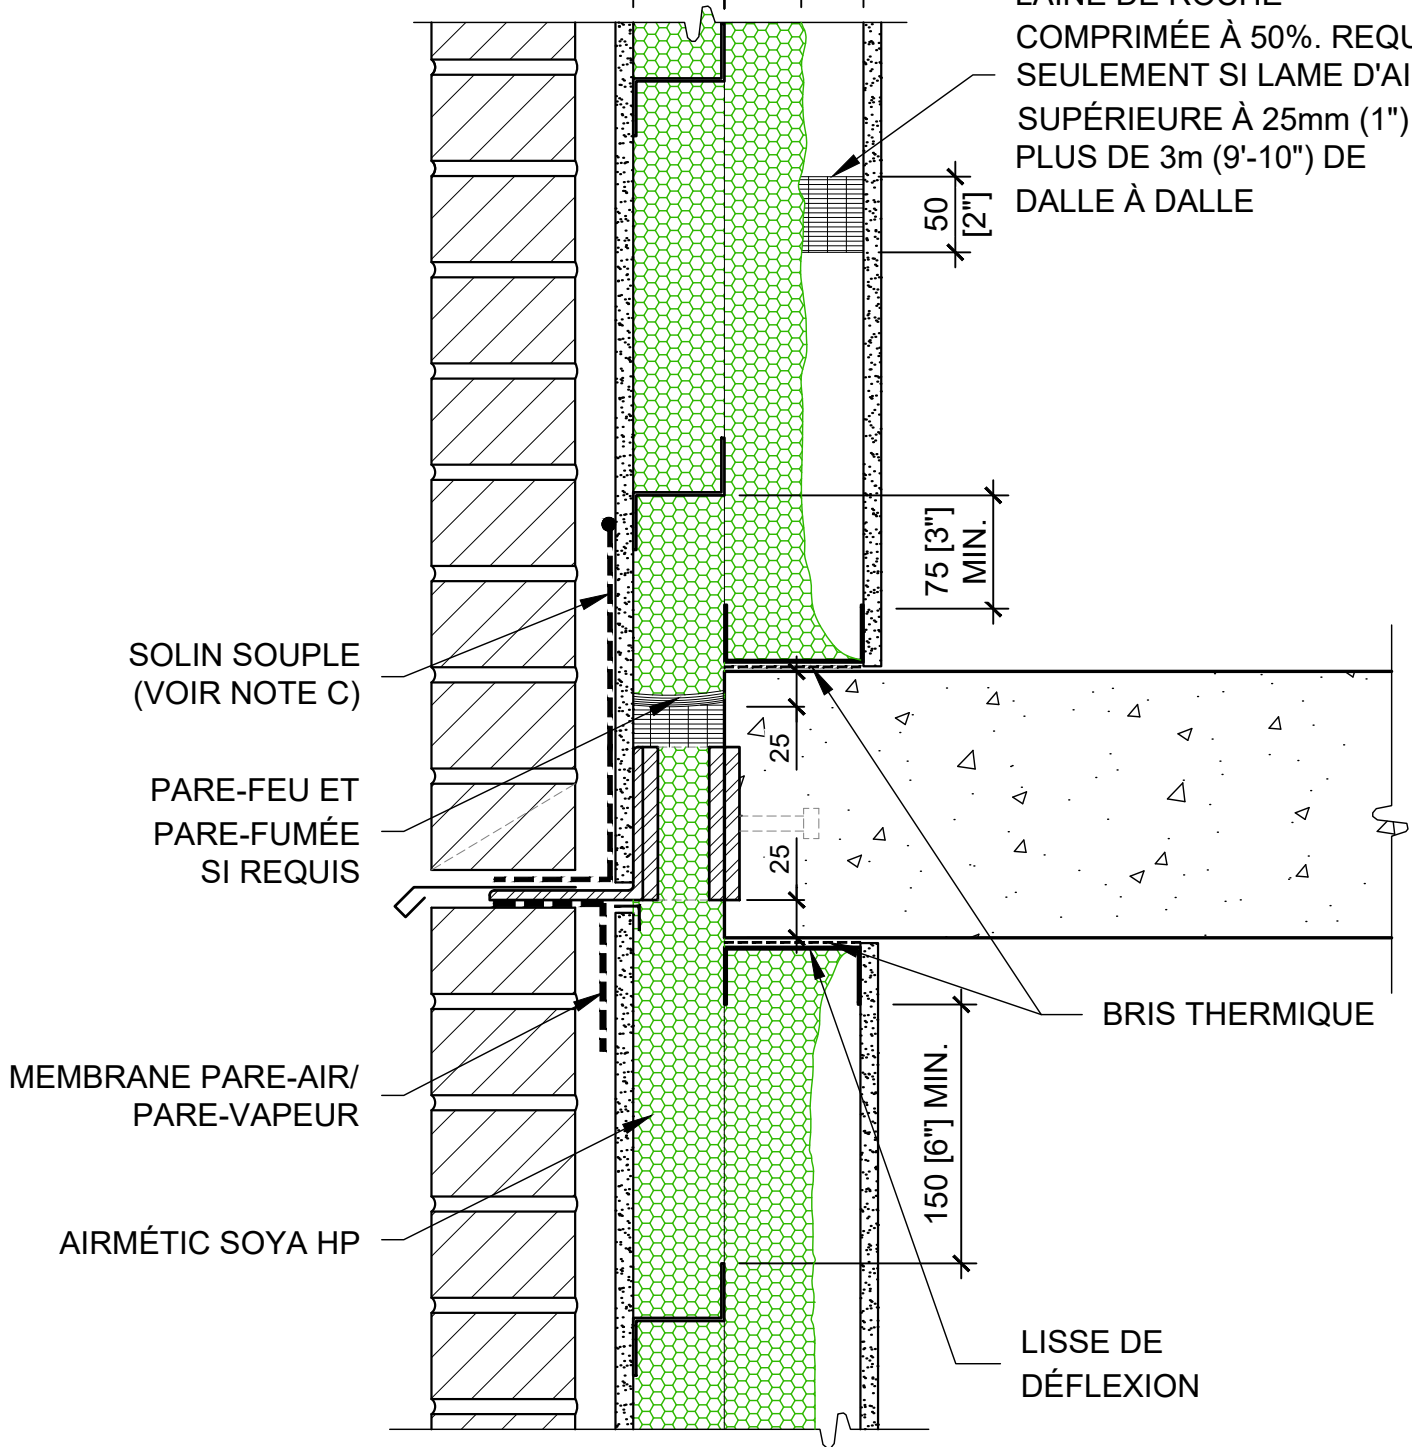 COMPRIMÉE À 50%.
SEULEMENT SI LAME
SUPÉRIEURE À 25mm (1")
PLUS DE 3m (9'-10") DE
DALLE À DALLE
50
[2"]
75 [3"]
MIN.
SOLIN SOUPLE
(VOIR NOTE C)
25
PARE-FEU ET
PARE-FUMÉE
SI REQUIS
25
BRIS THERMIQUE
MEMBRANE PARE-AIR/
PARE-VAPEUR
150 [6"] MIN.
AIRMÉTIC SOYA HP
LISSE DE
DÉFLEXION